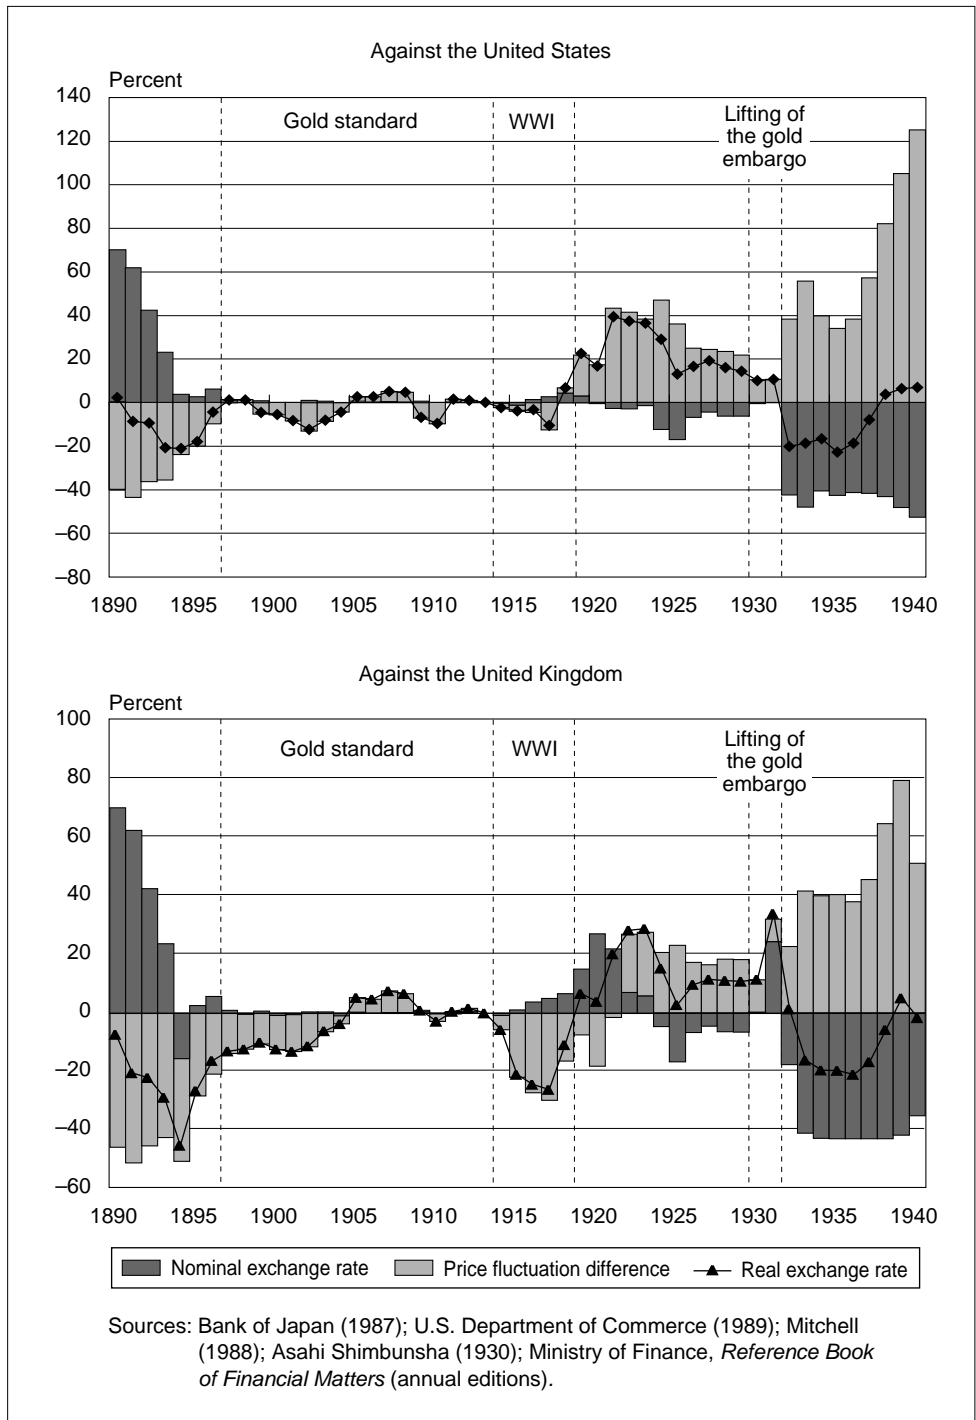 Against the United States
Percent
140
120
100
80
60
40
20
0
–20
–40
–60
–80
Gold standard
WWI
Lifting of
the gold
embargo
1890 1895 1900 1905 1910 1915 1920 1925 1930 1935 1940
Against the United Kingdom
Percent
100
80
60
40
20
0
–20
–40
–60
Gold standard
WWI
Lifting of
the gold
embargo
1890 1895 1900 1905 1910 1915 1920 1925 1930 1935 1940
Nominal exchange rate Price fluctuation difference Real exchange rate
Sources: Bank of Japan (1987); U.S. Department of Commerce (1989); Mitchell
(1988); Asahi Shimbunsha (1930); Ministry of Finance, Reference Book
of Financial Matters (annual editions).